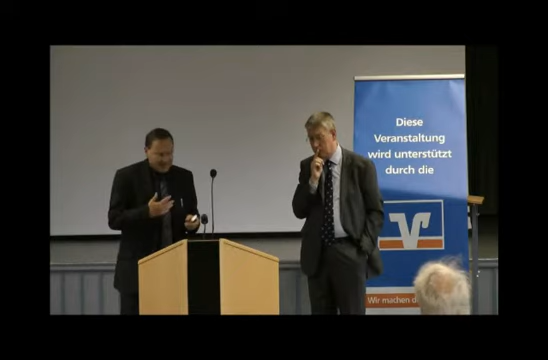 Diese
Veranstaltung
wird unterstützt
durch die
Wir machen d